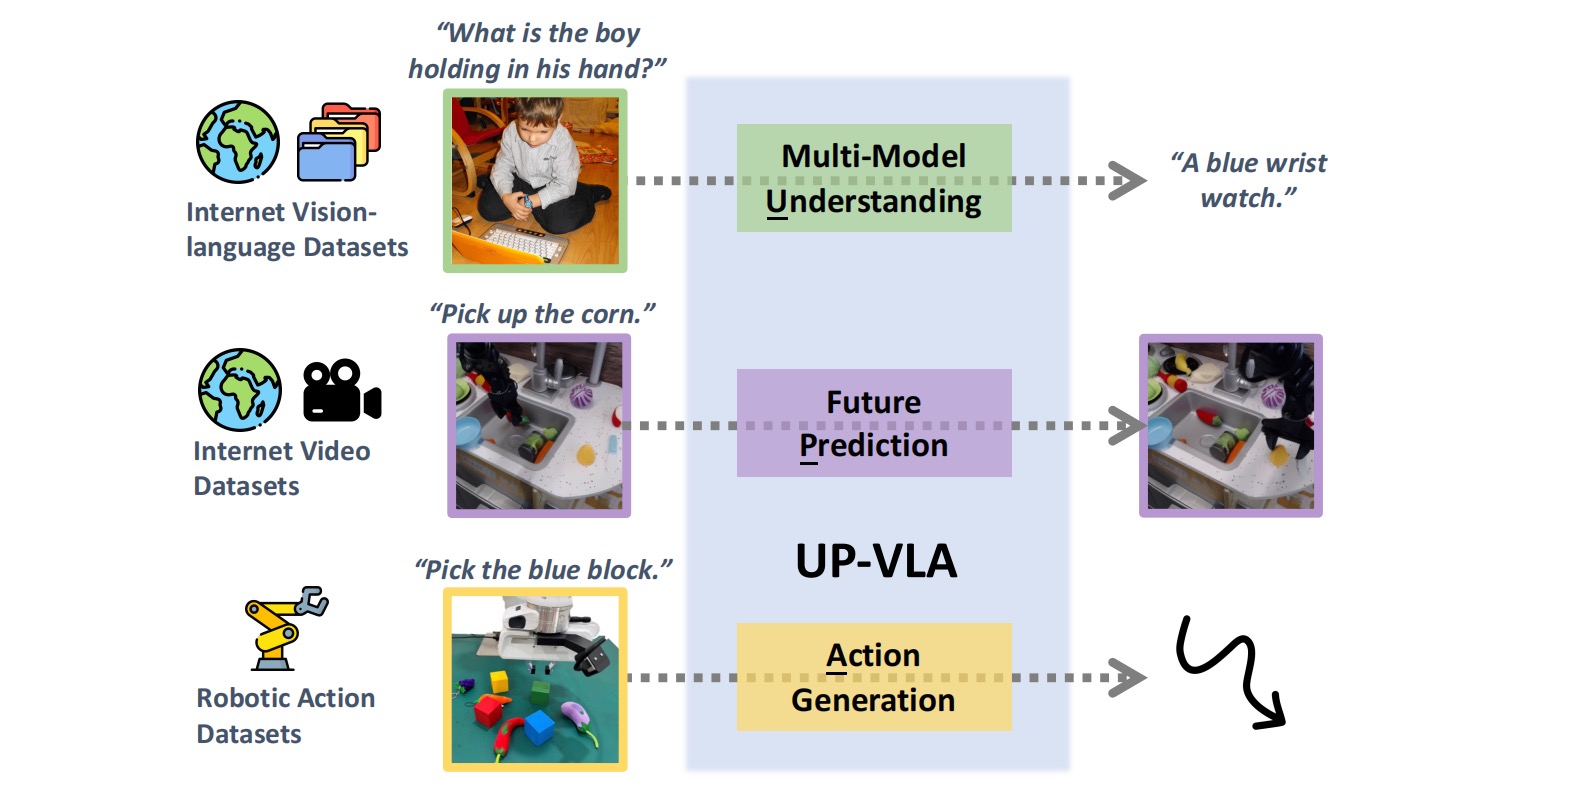 “What is the boy
holding in his hand?”
Internet Vision-
language Datasets
Multi-Model
Understanding
“A blue wrist
watch.”
“Pick up the corn.”
Internet Video
Datasets
Future
Prediction
UP-VLA
“Pick the blue block.”
Robotic Action
Datasets
Action
Generation